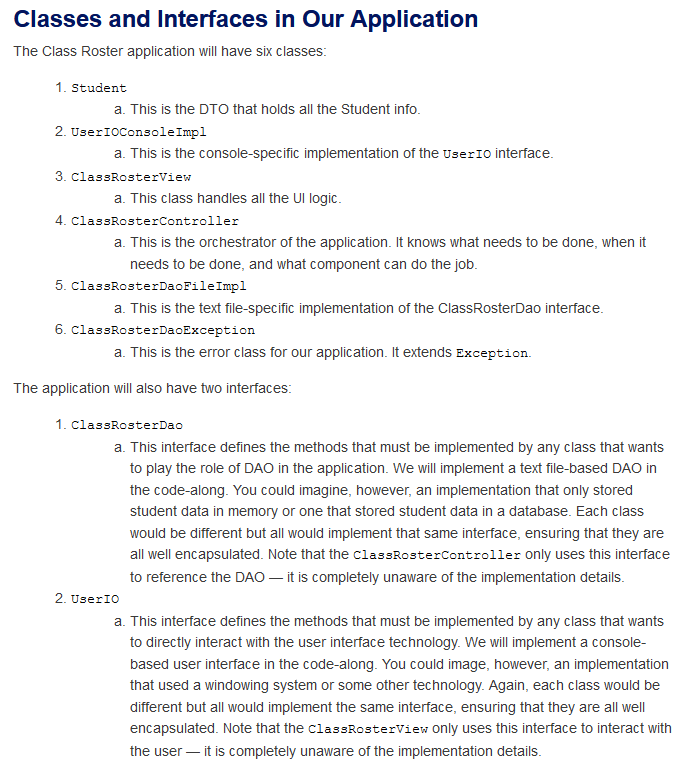 Classes and Interfaces in Our Application
The Class Roster application will have six classes:
1. Student
a. This is the DTO that holds all the Student info.
2. UserIOConsoleImpl
a. This is the console-specific implementation of the UserIO interface.
3. ClassRosterView
a. This class handles all the UI logic.
4. ClassRosterController
a. This is the orchestrator of the application. It knows what needs to be done, when it
needs to be done, and what component can do the job.
5. ClassRosterDaoFileImpl
a. This is the text file-specific implementation of the ClassRosterDao interface.
6. ClassRosterDaoException
a. This is the error class for our application. It extends Exception.
The application will also have two interfaces:
1. ClassRosterDao
a. This interface defines the methods that must be implemented by any class that wants
to play the role of DAO in the application. We will implement a text file-based DAO in
the code-along. You could imagine, however, an implementation that only stored
student data in memory or one that stored student data in a database. Each class
would be different but all would implement that same interface, ensuring that they are
all well encapsulated. Note that the ClassRosterController only uses this interface
to reference the DAO — it is completely unaware of the implementation details.
2. UserIO
a. This interface defines the methods that must be implemented by any class that wants
to directly interact with the user interface technology. We will implement a console-
based user interface in the code-along. You could image, however, an implementation
that used a windowing system or some other technology. Again, each class would be
different but all would implement the same interface, ensuring that they are all well
encapsulated. Note that the ClassRosterView only uses this interface to interact with
the user — it is completely unaware of the implementation details.